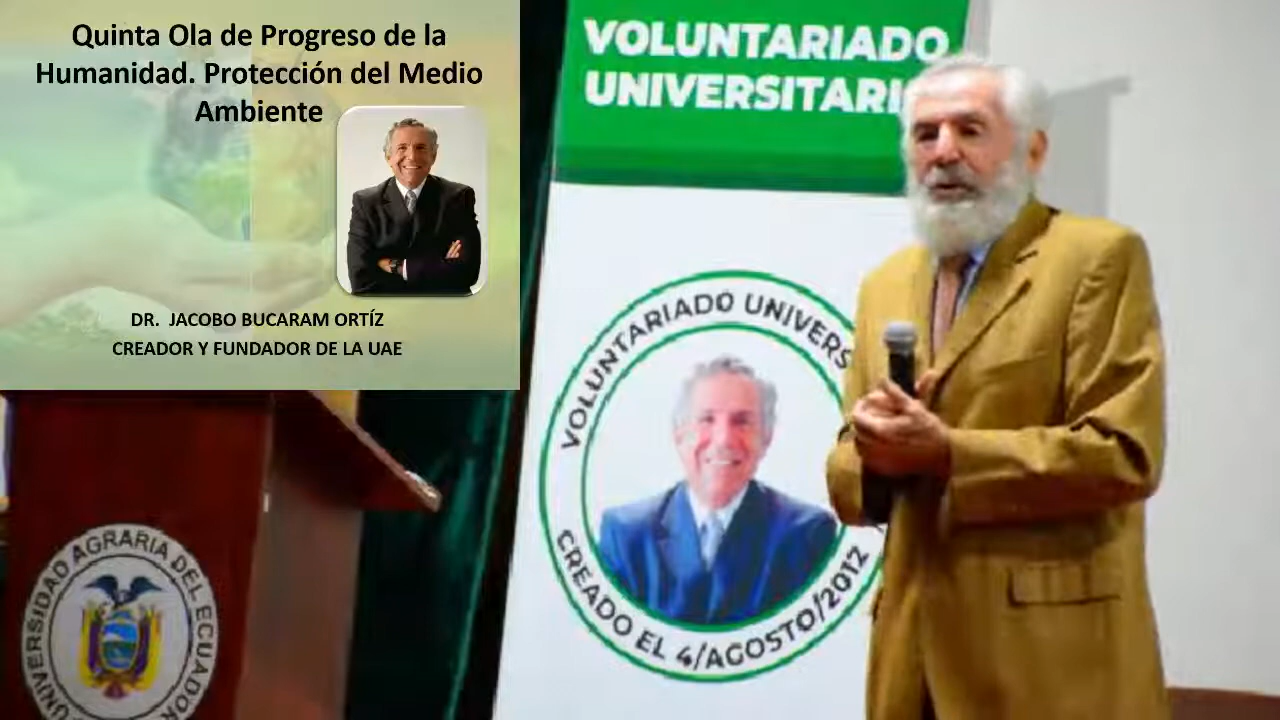 Quinta Ola de Progreso de la
Humanidad. Protección del Medio
Ambiente
DR. JACOBO BUCARAM ORTÍZ
CREADOR Y FUNDADOR DE LA UAE
VOLUNTARIADO
UNIVERSITARI
VOLUNTARIADO UNIVERS
CREADO EL 4/AGOSTO/2012
UNIVERSIDAD AGRARIA DEL ECUADOR